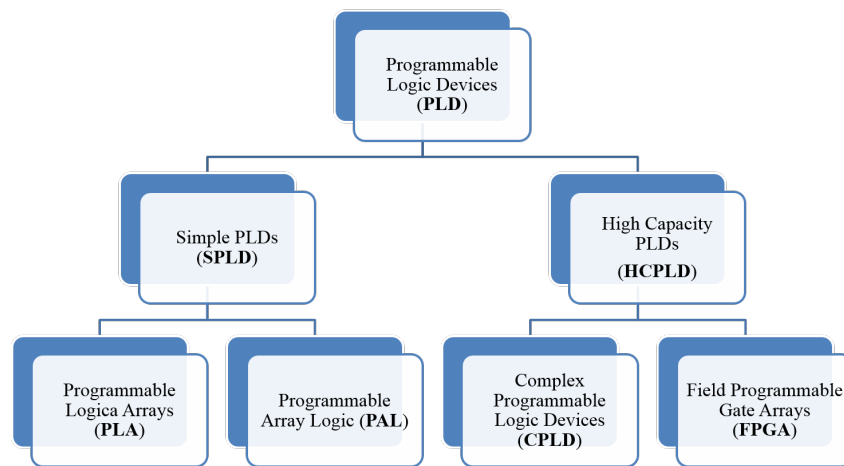 Programmable
Logic Devices
(PLD)
Simple PLDs
(SPLD)
High Capacity
PLDs
(HCPLD)
Programmable
Logica Arrays
(PLA)
Programmable
Array Logic (PAL)
Complex
Programmable
Logic Devices
(CPLD)
Field Programmable
Gate Arrays
(FPGA)